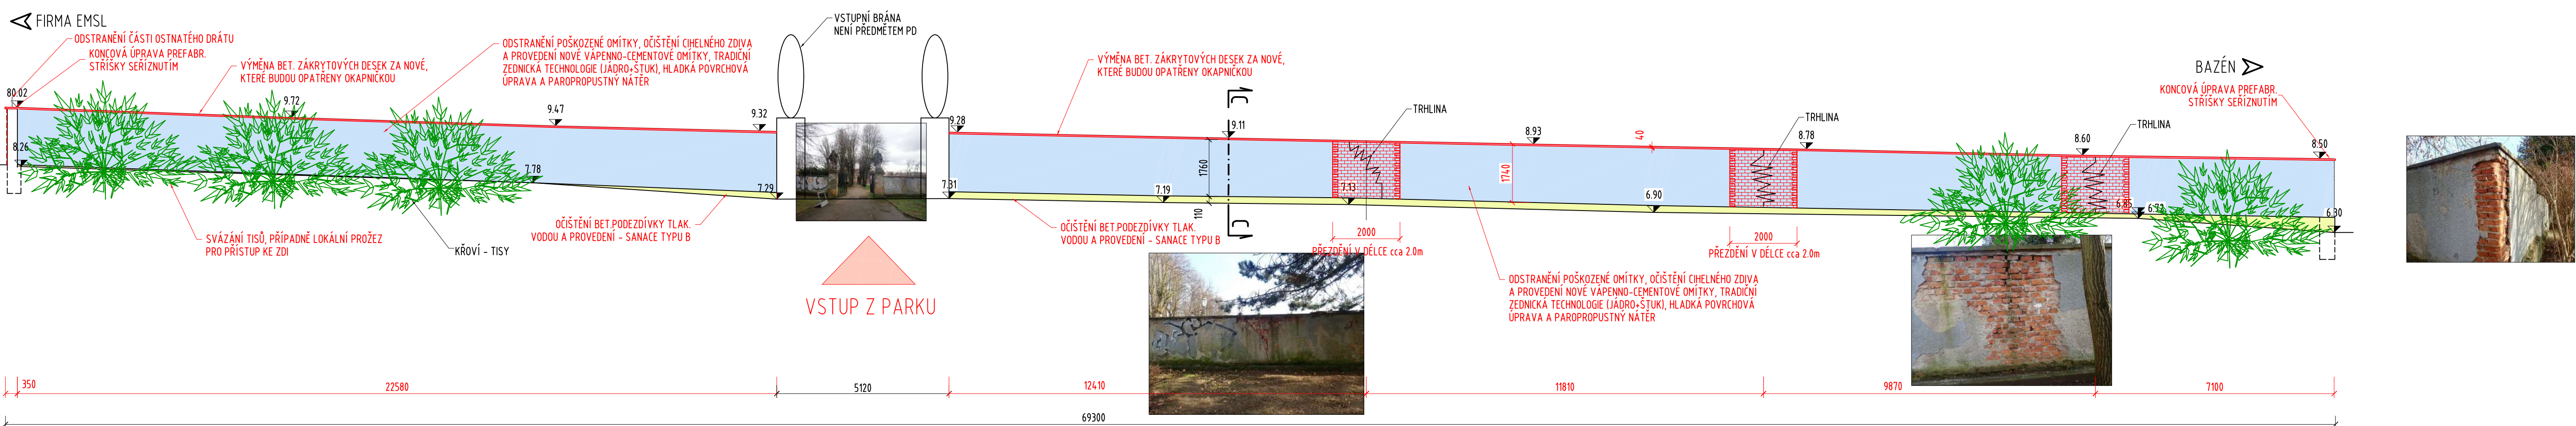 FIRMA EMSL
ODSTRANĚNÍ ČÁSTI OSTNATÉHO DRÁTU
KONCOVÁ ÚPRAVA PREFABR.
STŘÍŠKY SEŘÍZNUTÍM
VÝMĚNA BET. ZÁKRYTOVÝCH DESEK ZA NOVÉ,
KTERÉ BUDOU OPATŘENY OKAPNIČKOU
ODSTRANĚNÍ POŠKOZENÉ OMÍTKY, OČIŠTĚNÍ CIHELNÉHO ZDIVA
A PROVEDENÍ NOVÉ VÁPENNO-CEMENTOVÉ OMÍTKY, TRADIČNÍ
ZEDNICKÁ TECHNOLOGIE (JÁDRO+ŠTUK), HLADKÁ POVRCHOVÁ
ÚPRAVA A PAROPROPUSTNÝ NÁTĚR
VSTUPNÍ BRÁNA
NENÍ PŘEDMĚTEM PD
VÝMĚNA BET. ZÁKRYTOVÝCH DESEK ZA NOVÉ,
KTERÉ BUDOU OPATŘENY OKAPNIČKOU
BAZÉN
KONCOVÁ ÚPRAVA PREFABR.
STŘÍŠKY SEŘÍZNUTÍM
TRHLINA
TRHLINA
TRHLINA
80.02
9.72
9.47
9.32
9.28
9.11
8.93
40
8.78
8.60
8.50
8.26
7.78
7.29
7.31
1760
110
7.19
7.13
1740
6.90
6.85
6.73
6.30
C
C
SVÁZÁNÍ TISŮ, PŘÍPADNĚ LOKÁLNÍ PROŽEZ
PRO PŘÍSTUP KE ZDI
KŘOVÍ - TISY
OČIŠTĚNÍ BET.PODEZDÍVKY TLAK.
VODOU A PROVEDENÍ - SANACE TYPU B
VSTUP Z PARKU
OČIŠTĚNÍ BET.PODEZDÍVKY TLAK.
VODOU A PROVEDENÍ - SANACE TYPU B
2000
PŘEZDĚNÍ V DÉLCE cca 2.0m
2000
PŘEZDĚNÍ V DÉLCE cca 2.0m
ODSTRANĚNÍ POŠKOZENÉ OMÍTKY, OČIŠTĚNÍ CIHELNÉHO ZDIVA
A PROVEDENÍ NOVÉ VÁPENNO-CEMENTOVÉ OMÍTKY, TRADIČNÍ
ZEDNICKÁ TECHNOLOGIE (JÁDRO+ŠTUK), HLADKÁ POVRCHOVÁ
ÚPRAVA A PAROPROPUSTNÝ NÁTĚR
350
22580
5120
12410
11810
9870
7100
69300